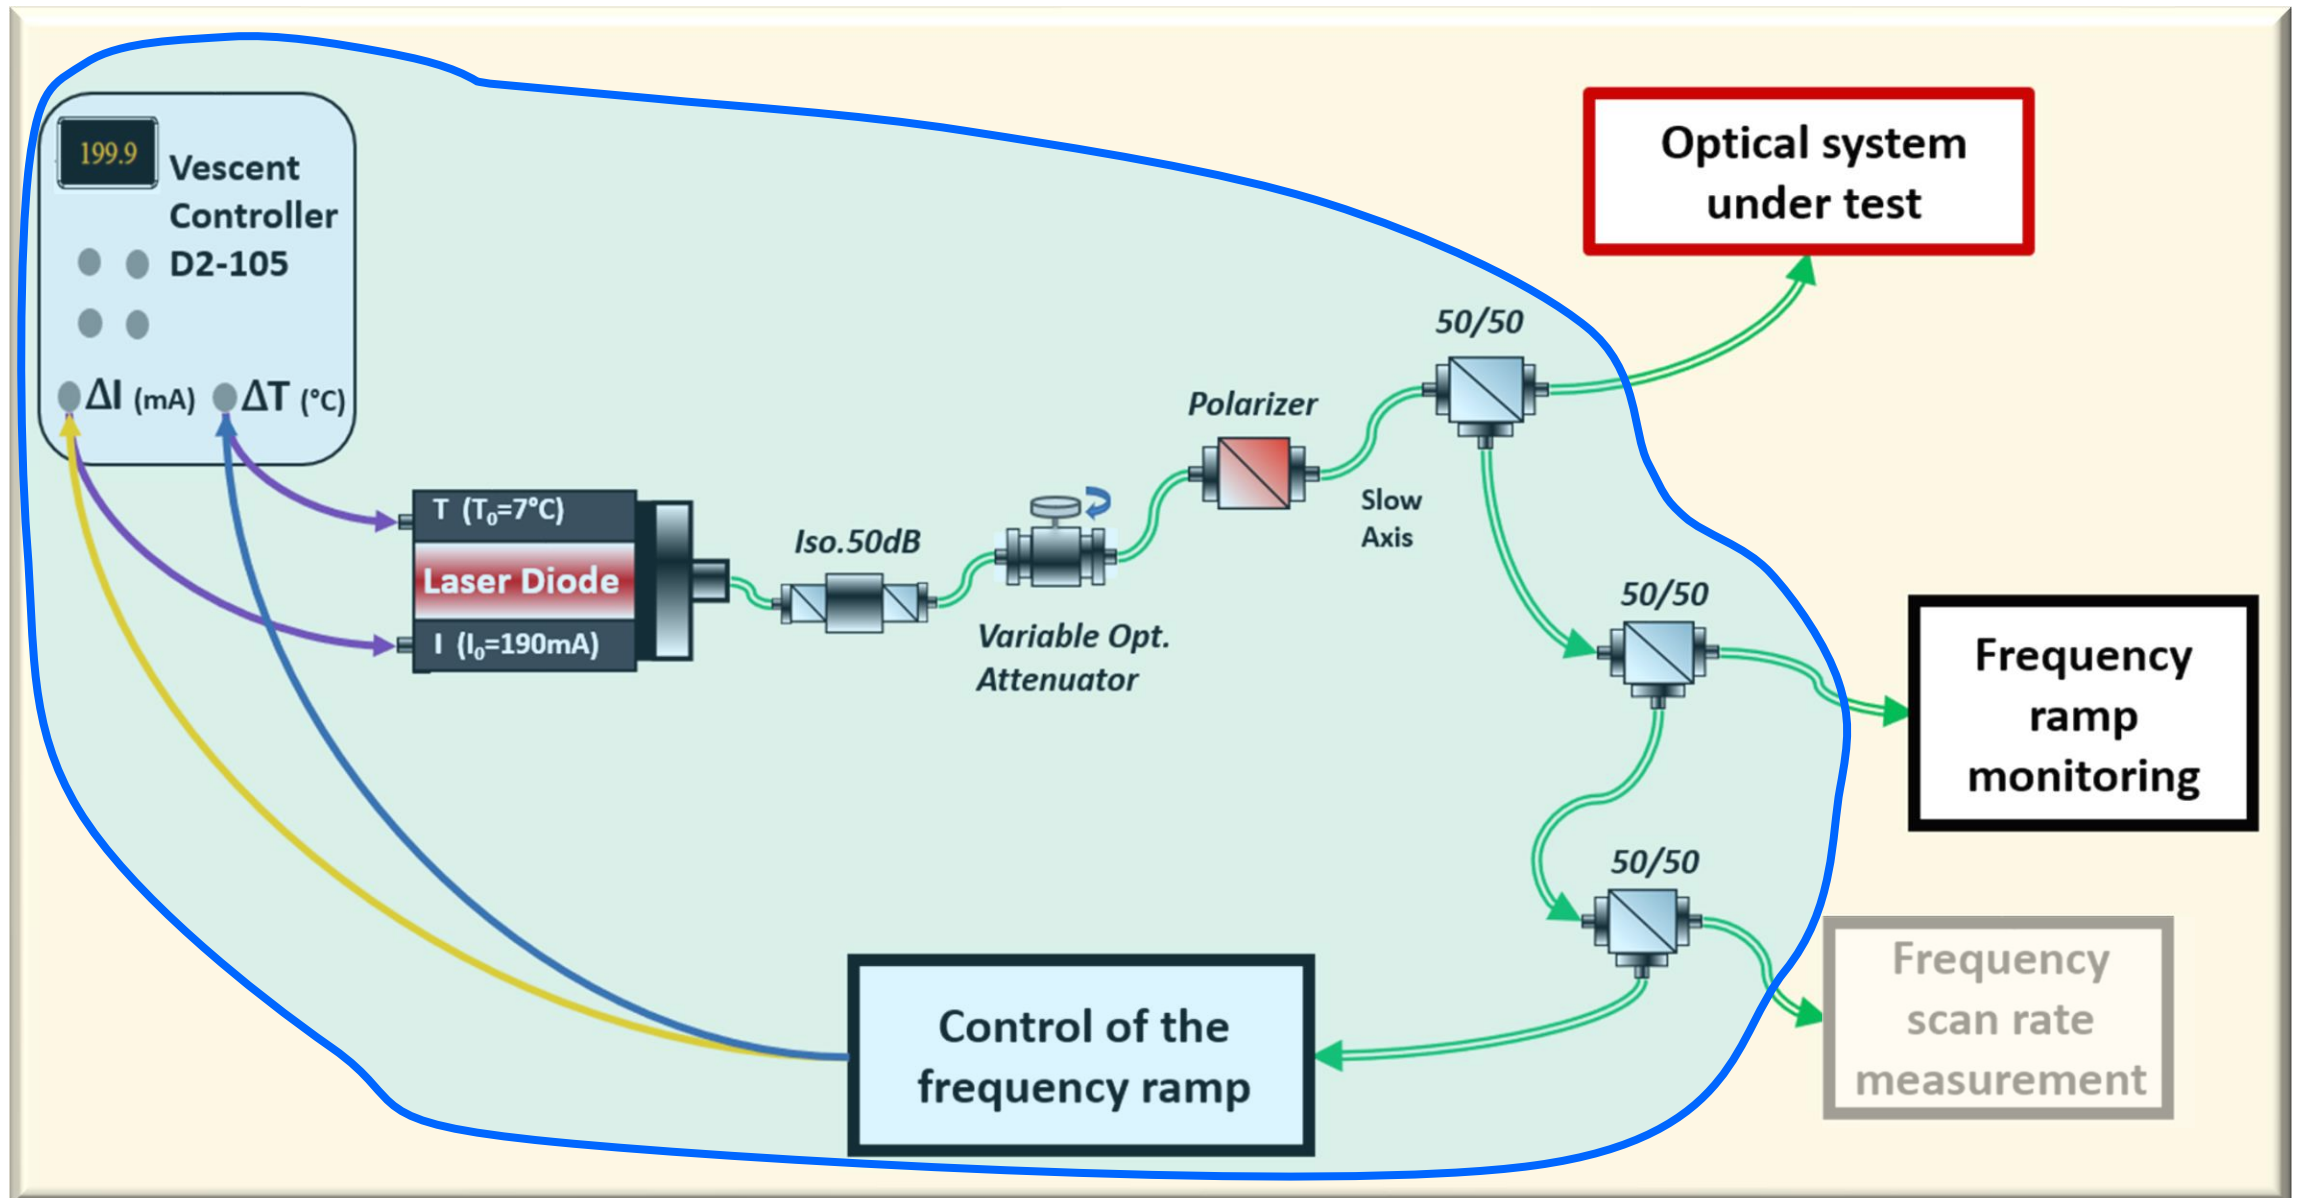 199.9
Vescent
Controller
D2-105
ΔI (mA)
ΔT (°C)
T (T₀=7°C)
Laser Diode
I (I₀=190mA)
Iso.50dB
Variable Opt.
Attenuator
Polarizer
Slow
Axis
50/50
Optical system
under test
50/50
Frequency
ramp
monitoring
50/50
Frequency
scan rate
measurement
Control of the
frequency ramp